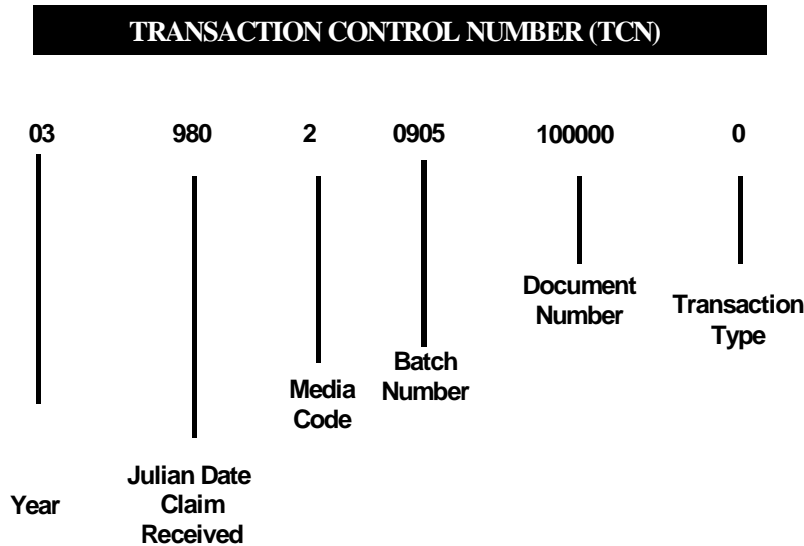 TRANSACTION CONTROL NUMBER (TCN)
03 980 2 0905 100000 0
Document
Number
Transaction
Type
Batch
Number
Media
Code
Julian Date
Claim
Received
Year